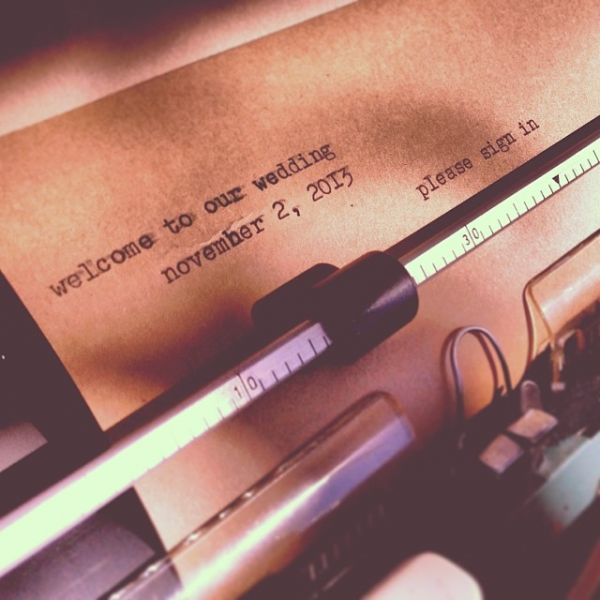 welcome to our wedding
november 2, 2013
please sign in
10
30